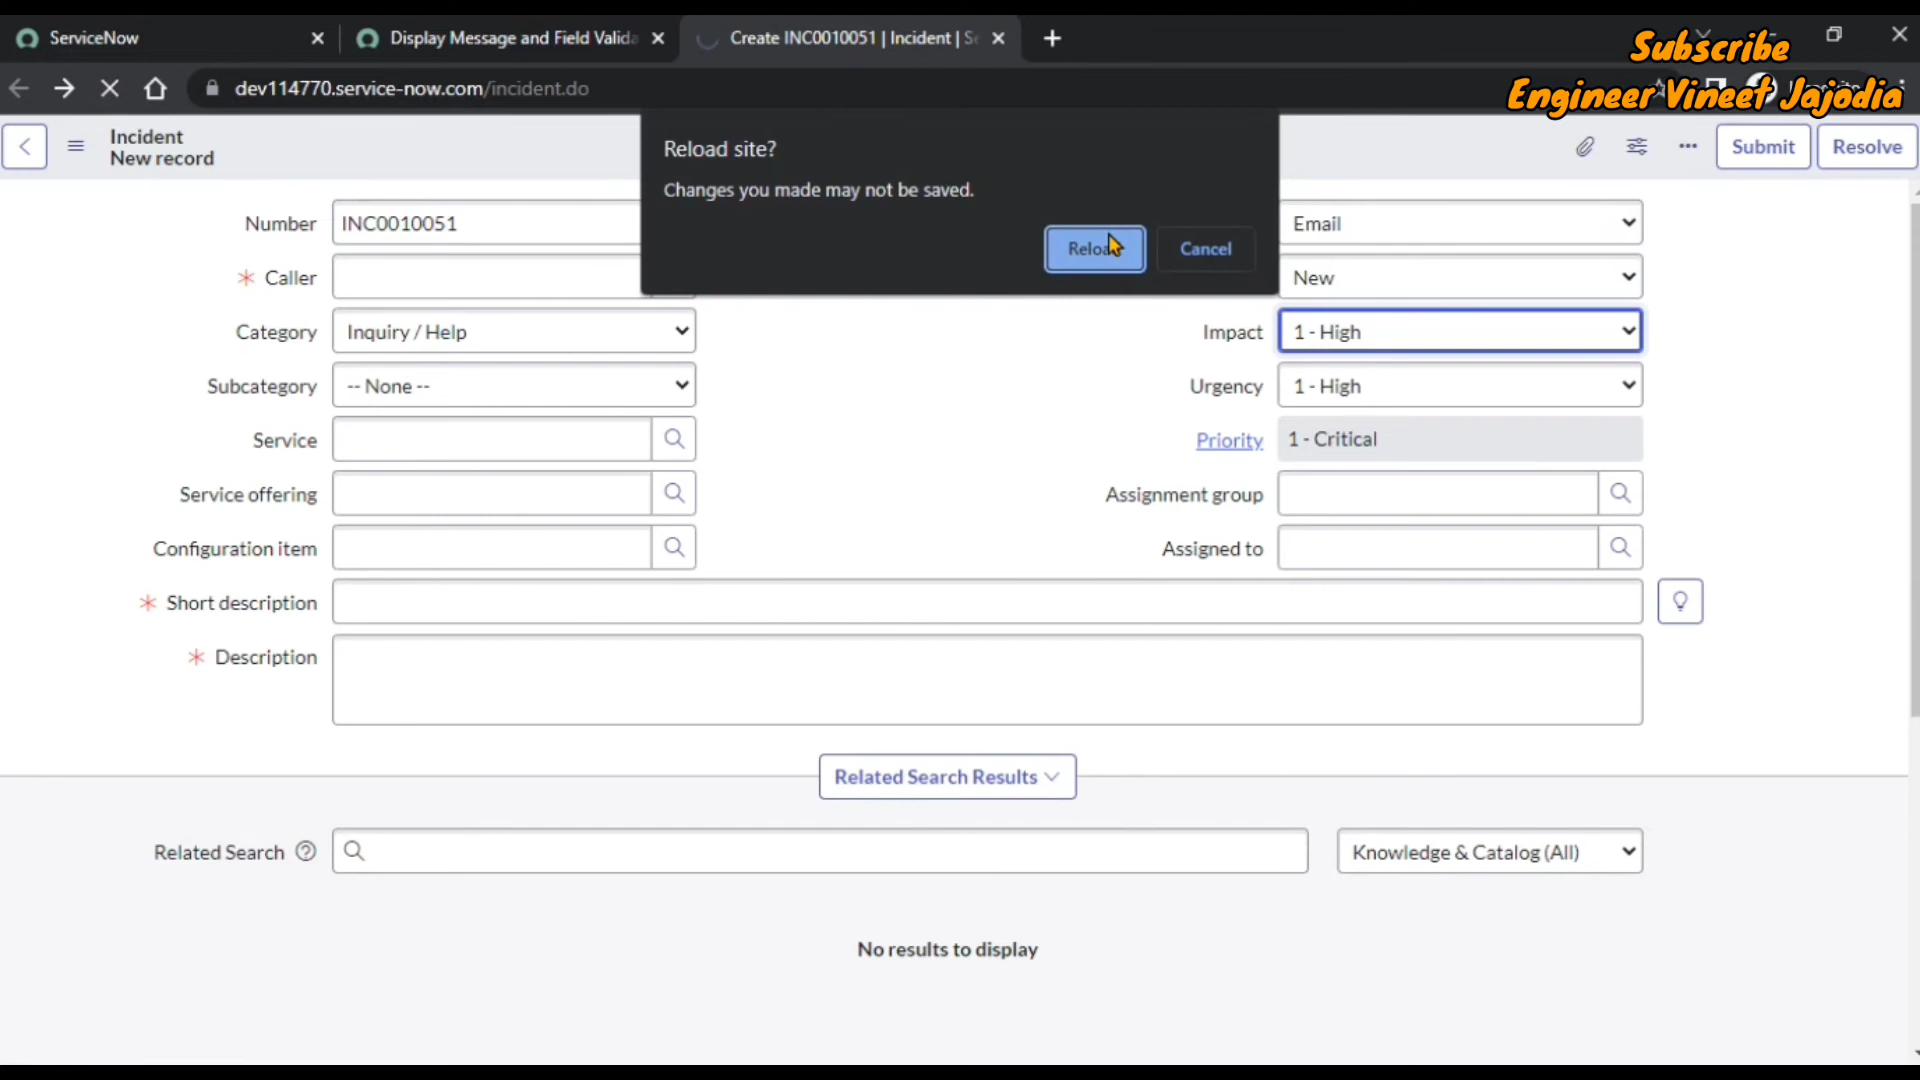 ServiceNow
Display Message and Field Valida
Create INC0010051 | Incident | Se
Subscribe
dev114770.service-now.com/incident.do
Engineer Vineet Jajodia
Incident
New record
Submit
Resolve
Reload site?
Changes you made may not be saved.
Reload
Cancel
Number
INC0010051
Email
Caller
New
Category
Inquiry / Help
Impact
1 - High
Subcategory
-- None --
Urgency
1 - High
Service
Priority
1 - Critical
Service offering
Assignment group
Configuration item
Assigned to
Short description
Description
Related Search Results
Related Search
Knowledge & Catalog (All)
No results to display